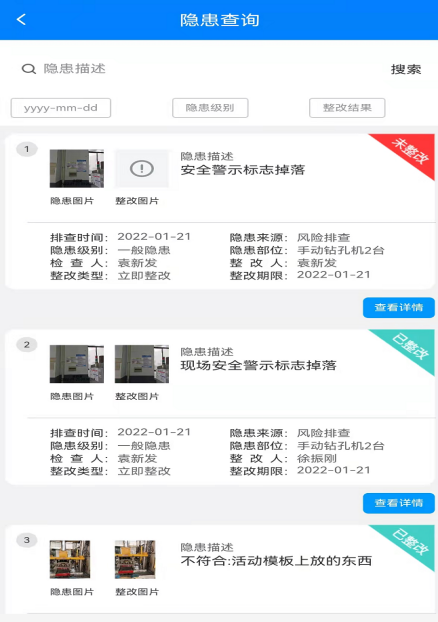 隐患查询
隐患描述
搜索
yyyy-mm-dd
隐患级别
整改结果
1
未整改
隐患描述
安全警示标志掉落
隐患图片
整改图片
排查时间: 2022-01-21
隐患来源: 风险排查
隐患级别: 一般隐患
隐患部位: 手动钻孔机2台
检 查 人: 袁新发
整 改 人: 袁新发
整改类型: 立即整改
整改期限: 2022-01-21
查看详情
2
已整改
隐患描述
现场安全警示标志掉落
隐患图片
整改图片
排查时间: 2022-01-21
隐患来源: 风险排查
隐患级别: 一般隐患
隐患部位: 手动钻孔机2台
检 查 人: 袁新发
整 改 人: 徐振刚
整改类型: 立即整改
整改期限: 2022-01-21
查看详情
3
已整改
隐患描述
不符合:活动模板上放的东西
隐患图片
整改图片